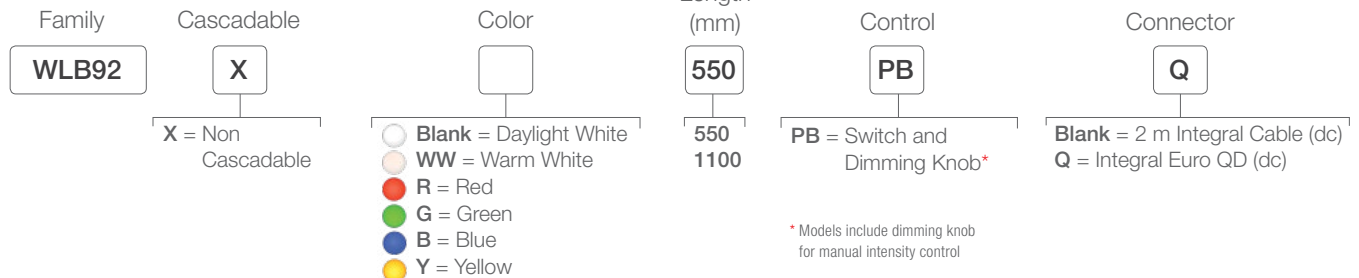 Length
Family Cascadable Color (mm) Control Connector
WLB92 X 550 PB Q
X = Non Cascadable
Blank = Daylight White
WW = Warm White
R = Red
G = Green
B = Blue
Y = Yellow
550
1100
PB = Switch and
Dimming Knob*
* Models include dimming knob
for manual intensity control
Blank = 2 m Integral Cable (dc)
Q = Integral Euro QD (dc)